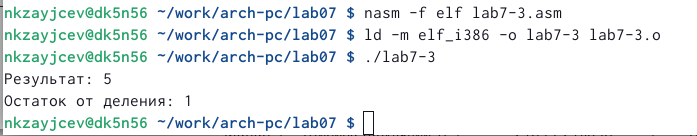 nkzayjcev@dk5n56 ~/work/arch-pc/lab07 $ nasm -f elf lab7-3.asm
nkzayjcev@dk5n56 ~/work/arch-pc/lab07 $ ld -m elf_i386 -o lab7-3 lab7-3.o
nkzayjcev@dk5n56 ~/work/arch-pc/lab07 $ ./lab7-3
Результат: 5
Остаток от деления: 1
nkzayjcev@dk5n56 ~/work/arch-pc/lab07 $